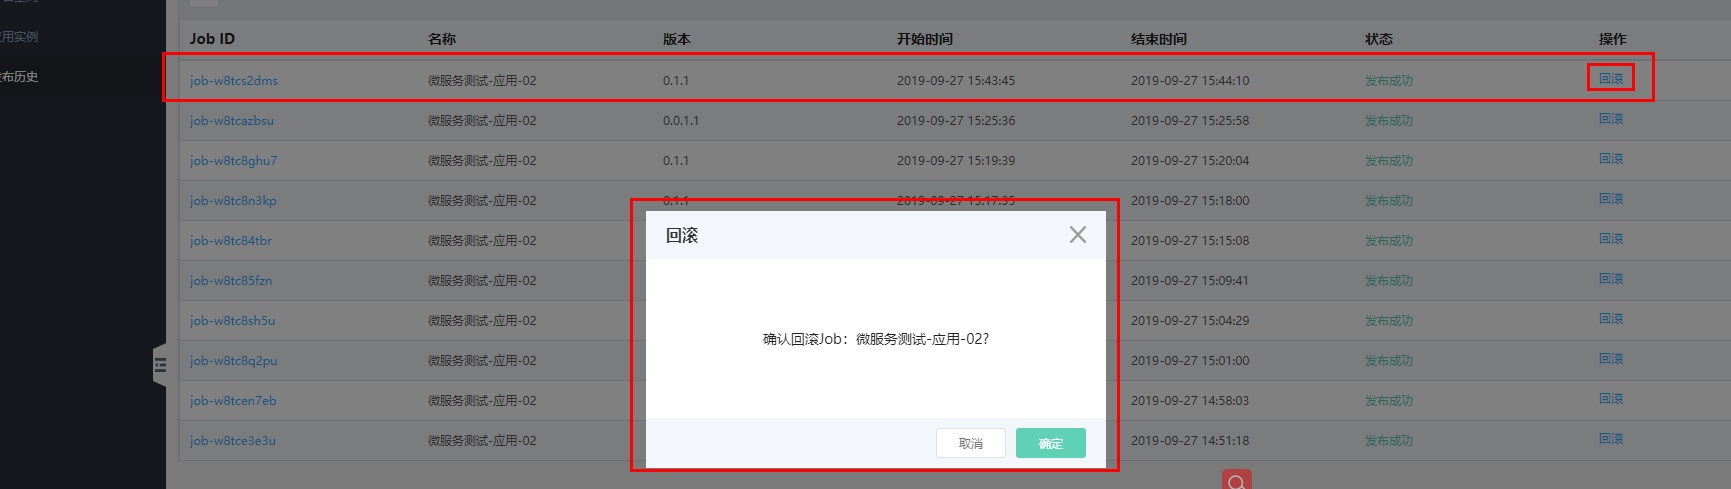 用实例
布历史
Job ID 名称 版本 开始时间 结束时间 状态 操作
job-w8tcs2dms 微服务测试-应用-02 0.1.1 2019-09-27 15:43:45 2019-09-27 15:44:10 发布成功 回滚
job-w8tcazbsu 微服务测试-应用-02 0.0.1.1 2019-09-27 15:25:36 2019-09-27 15:25:58 发布成功 回滚
job-w8tc8ghu7 微服务测试-应用-02 0.1.1 2019-09-27 15:19:39 2019-09-27 15:20:04 发布成功 回滚
job-w8tc8n3kp 微服务测试-应用-02 0.1.1 2019-09-27 15:17:35 2019-09-27 15:18:00 发布成功 回滚
job-w8tc84tbr 微服务测试-应用-02 2019-09-27 15:15:08 发布成功 回滚
job-w8tc85fzn 微服务测试-应用-02 2019-09-27 15:09:41 发布成功 回滚
job-w8tc8sh5u 微服务测试-应用-02 2019-09-27 15:04:29 发布成功 回滚
job-w8tc8q2pu 微服务测试-应用-02 2019-09-27 15:01:00 发布成功 回滚
job-w8tcen7eb 微服务测试-应用-02 2019-09-27 14:58:03 发布成功 回滚
job-w8tce3e3u 微服务测试-应用-02 2019-09-27 14:51:18 发布成功 回滚
回滚
确认回滚Job：微服务测试-应用-02?
取消 确定